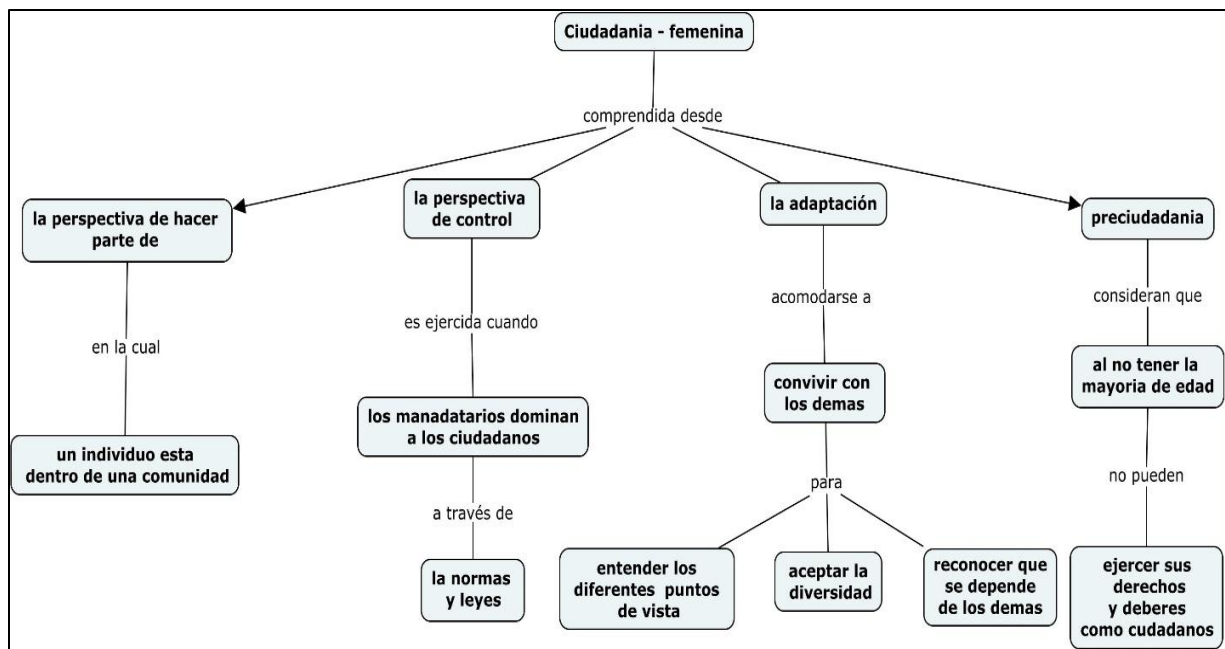 Ciudadania - femenina
comprendida desde
la perspectiva de hacer
parte de
la perspectiva
de control
la adaptación
preciudadania
en la cual
es ejercida cuando
acomodarse a
consideran que
un individuo esta
dentro de una comunidad
los manadatarios dominan
a los ciudadanos
convivir con
los demas
al no tener la
mayoria de edad
a través de
para
no pueden
la normas
y leyes
entender los
diferentes puntos
de vista
aceptar la
diversidad
reconocer que
se depende
de los demas
ejercer sus
derechos
y deberes
como cudadanos